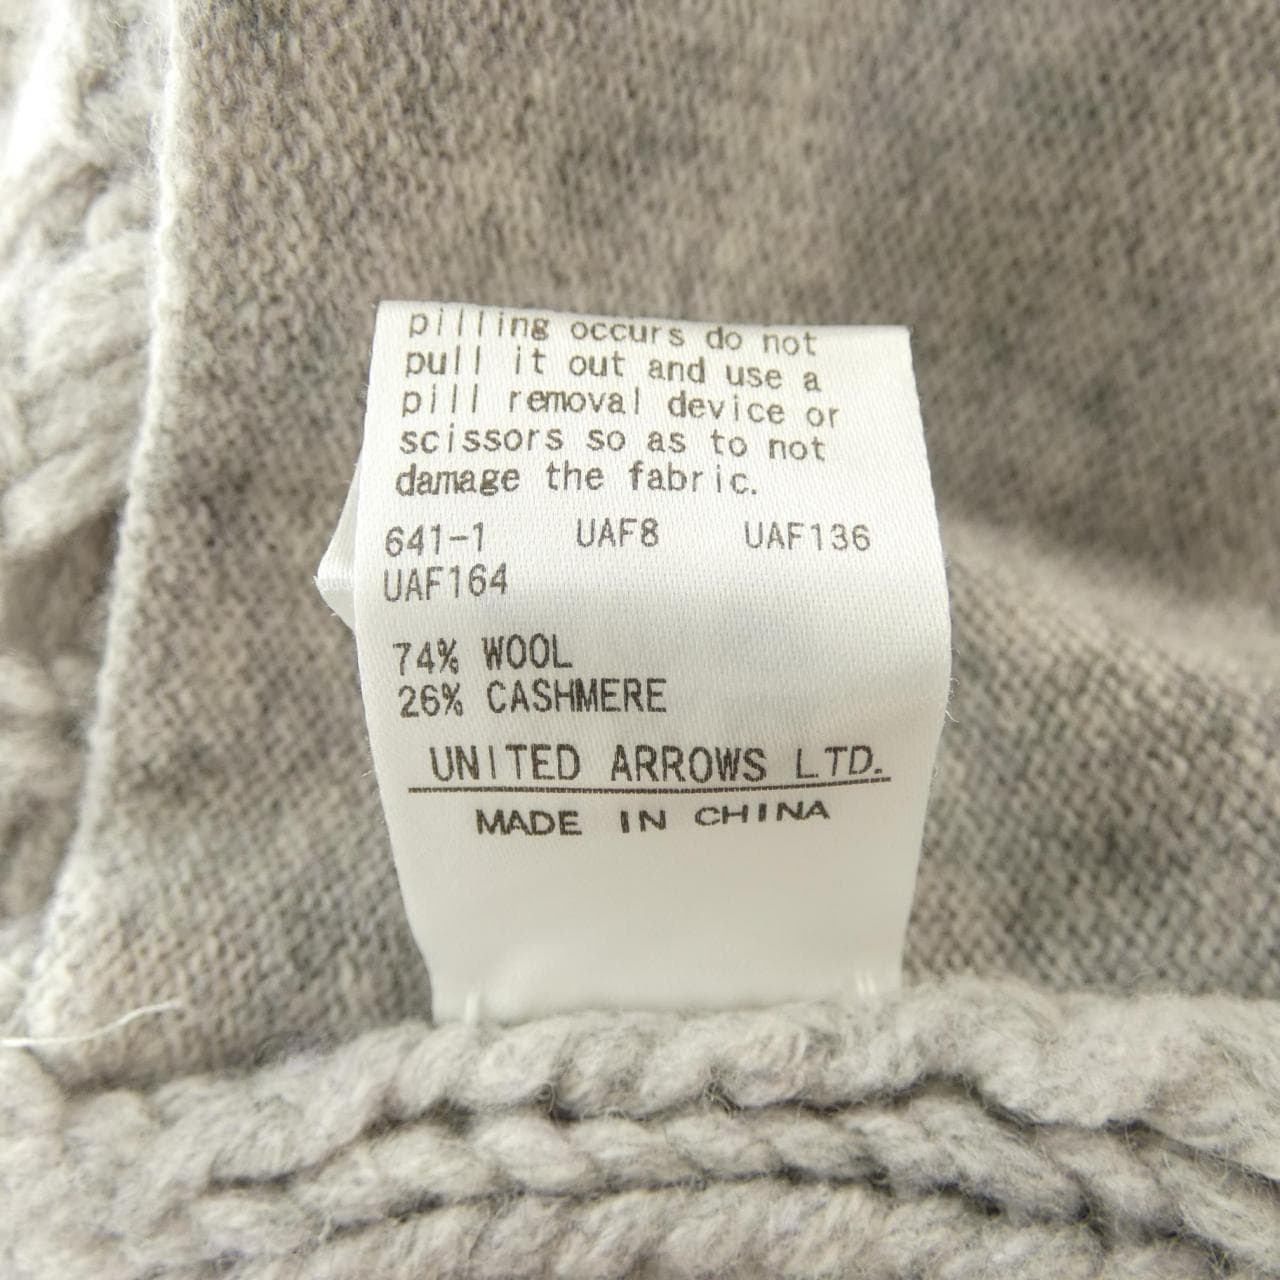 pilling occurs do not
pull it out and use a
pill removal device or
scissors so as to not
damage the fabric.
641-1 UAF8 UAF136
UAF164
74% WOOL
26% CASHMERE
UNITED ARROWS LTD.
MADE IN CHINA